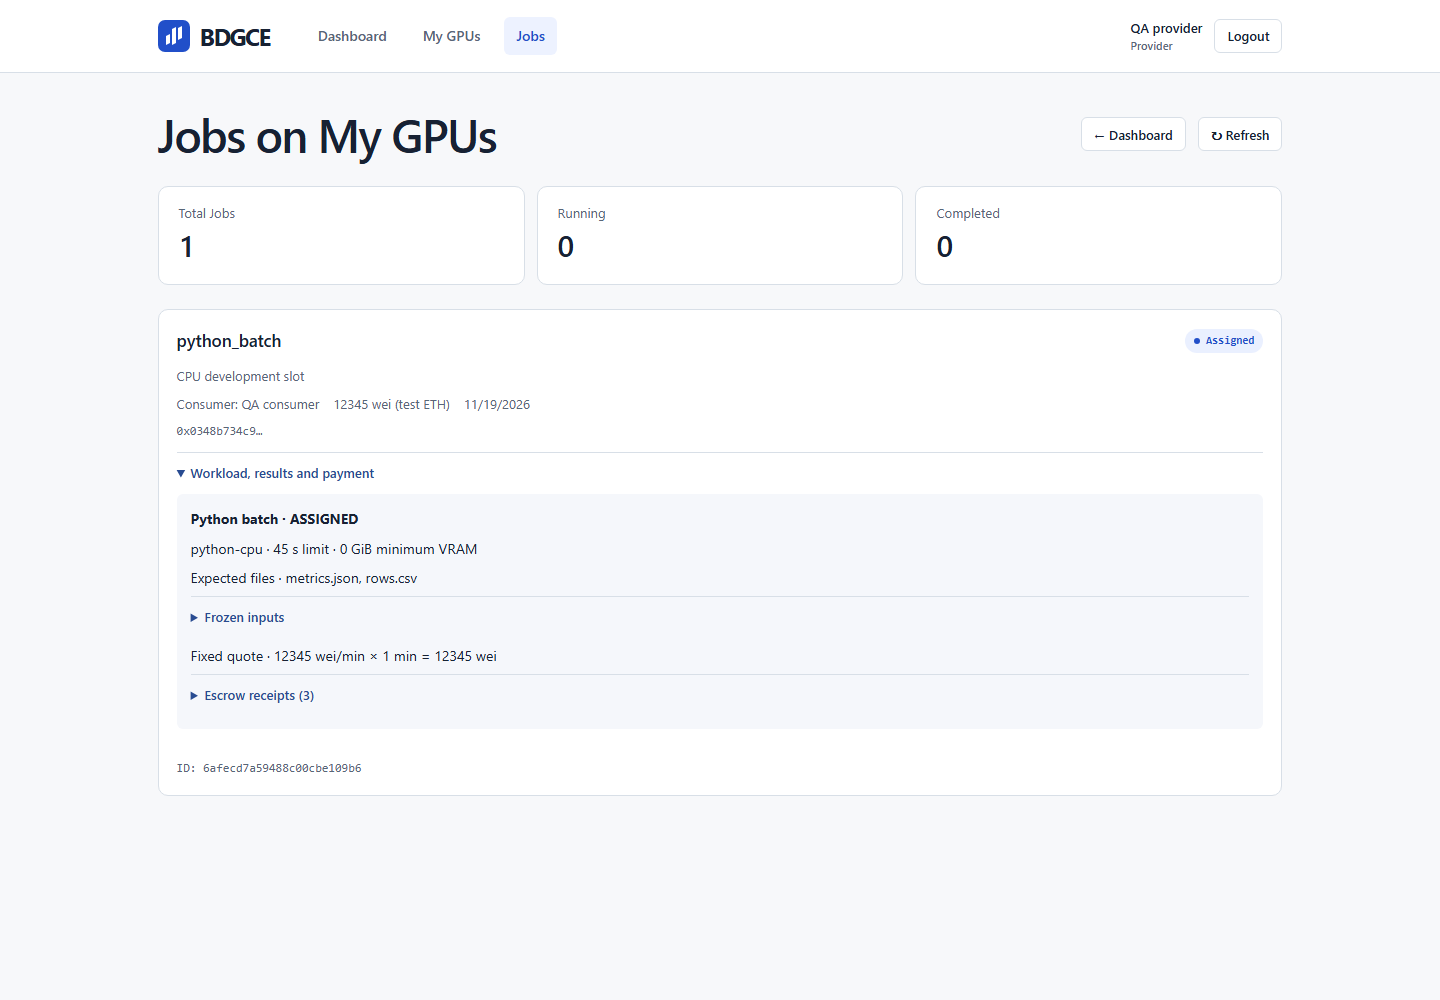 BDGCE
Dashboard
My GPUs
Jobs
QA provider
Provider
Logout
Jobs on My GPUs
← Dashboard
↻ Refresh
Total Jobs
1
Running
0
Completed
0
python_batch
Assigned
CPU development slot
Consumer: QA consumer 12345 wei (test ETH) 11/19/2026
0x0348b734c9…
▼ Workload, results and payment
Python batch · ASSIGNED
python-cpu · 45 s limit · 0 GiB minimum VRAM
Expected files · metrics.json, rows.csv
▶ Frozen inputs
Fixed quote · 12345 wei/min × 1 min = 12345 wei
▶ Escrow receipts (3)
ID: 6afecd7a59488c00cbe109b6